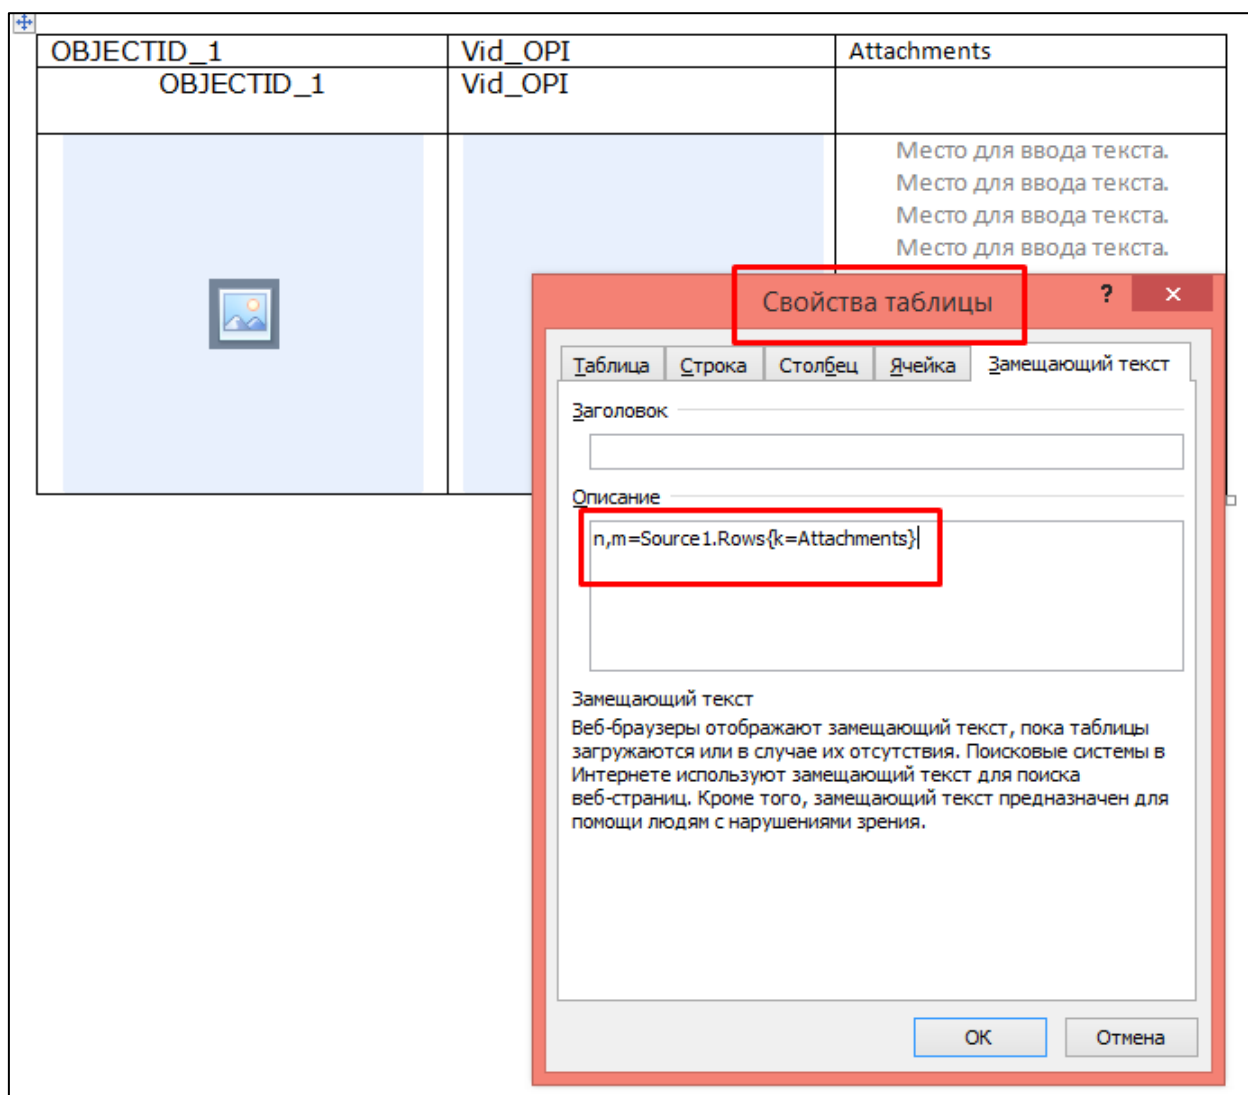 OBJECTID_1 Vid_OPI Attachments
OBJECTID_1 Vid_OPI
Место для ввода текста.
Место для ввода текста.
Место для ввода текста.
Место для ввода текста.
Свойства таблицы ? ×
Таблица Строка Столбец Ячейка Замещающий текст
Заголовок
Описание
n,m=Source1.Rows{k=Attachments}
Замещающий текст
Веб-браузеры отображают замещающий текст, пока таблицы
загружаются или в случае их отсутствия. Поисковые системы в
Интернете используют замещающий текст для поиска
веб-страниц. Кроме того, замещающий текст предназначен для
помощи людям с нарушениями зрения.
ОК Отмена